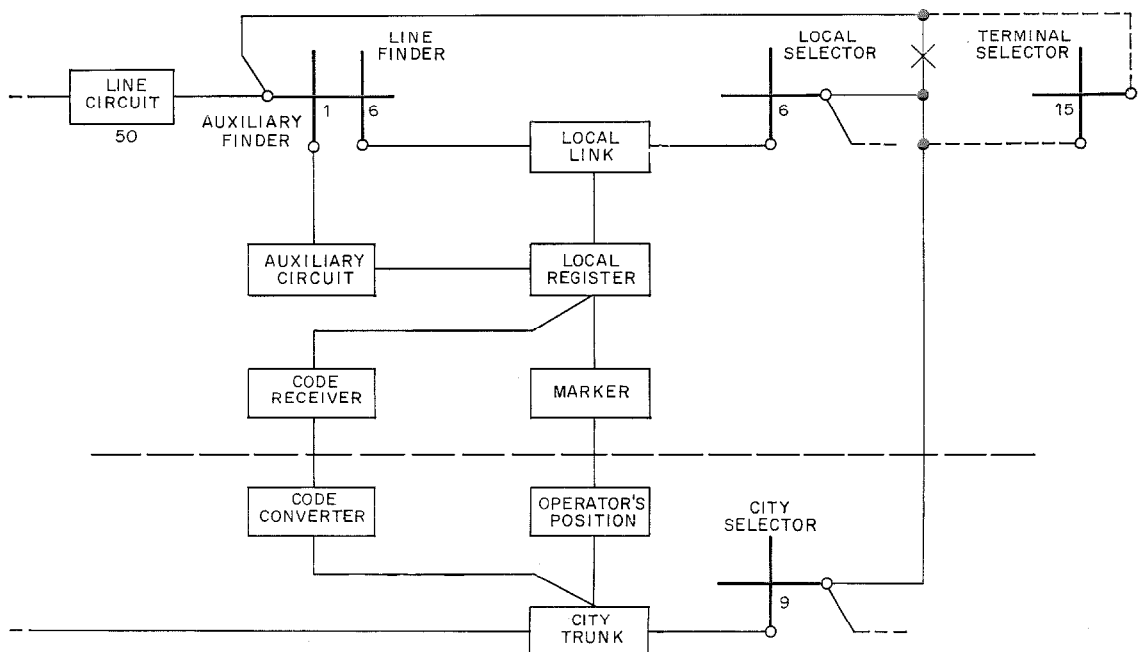 LINE
FINDER
LOCAL
SELECTOR
TERMINAL
SELECTOR
LINE
CIRCUIT
50
AUXILIARY
FINDER
1
6
6
15
LOCAL
LINK
AUXILIARY
CIRCUIT
LOCAL
REGISTER
CODE
RECEIVER
MARKER
CODE
CONVERTER
OPERATOR'S
POSITION
CITY
SELECTOR
9
CITY
TRUNK